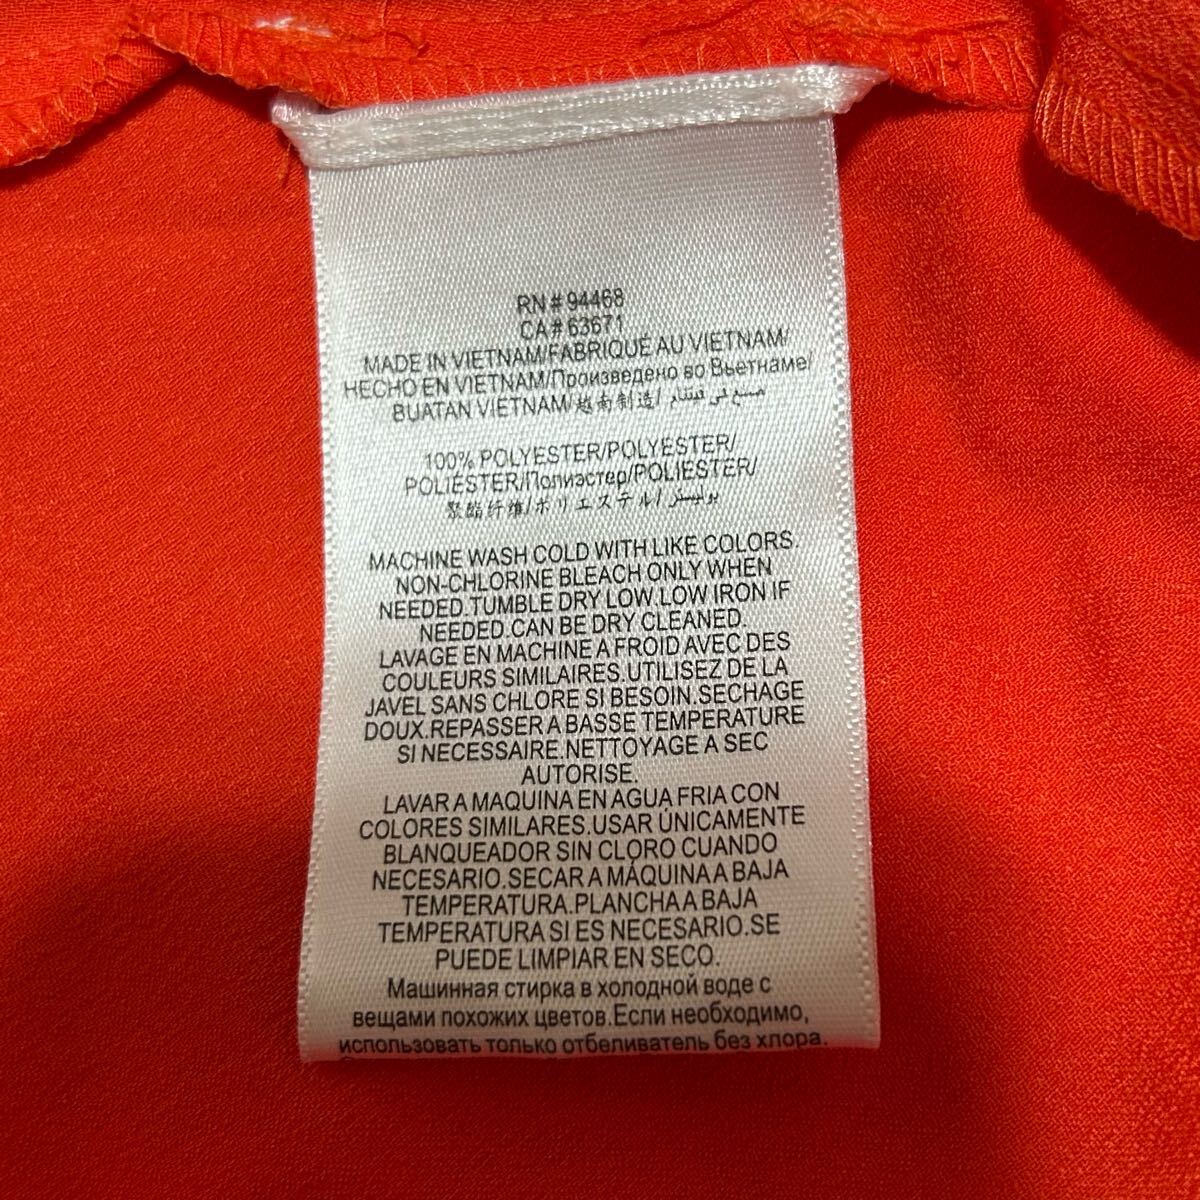 RN # 94468
CA # 63671
MADE IN VIETNAM/FABRIQUÉ AU VIETNAM/
HECHO EN VIETNAM/Произведено во Вьетнаме/
BUATAN VIETNAM/越南制造/ صنع في فيتنام
100% POLYESTER/POLYESTER/
POLIÉSTER/Полиэстер/POLIESTER/
聚酯纤维/ポリエステル/ بوليستر
MACHINE WASH COLD WITH LIKE COLORS.
NON-CHLORINE BLEACH ONLY WHEN
NEEDED.TUMBLE DRY LOW.LOW IRON IF
NEEDED.CAN BE DRY CLEANED.
LAVAGE EN MACHINE A FROID AVEC DES
COULEURS SIMILAIRES.UTILISEZ DE LA
JAVEL SANS CHLORE SI BESOIN.SECHAGE
DOUX.REPASSER A BASSE TEMPERATURE
SI NECESSAIRE.NETTOYAGE A SEC
AUTORISE.
LAVAR A MAQUINA EN AGUA FRIA CON
COLORES SIMILARES.USAR ÚNICAMENTE
BLANQUEADOR SIN CLORO CUANDO
NECESARIO.SECAR A MÁQUINA A BAJA
TEMPERATURA.PLANCHA A BAJA
TEMPERATURA SI ES NECESARIO.SE
PUEDE LIMPIAR EN SECO.
Машинная стирка в холодной воде с
вещами похожих цветов.Если необходимо,
использовать только отбеливатель без хлора.